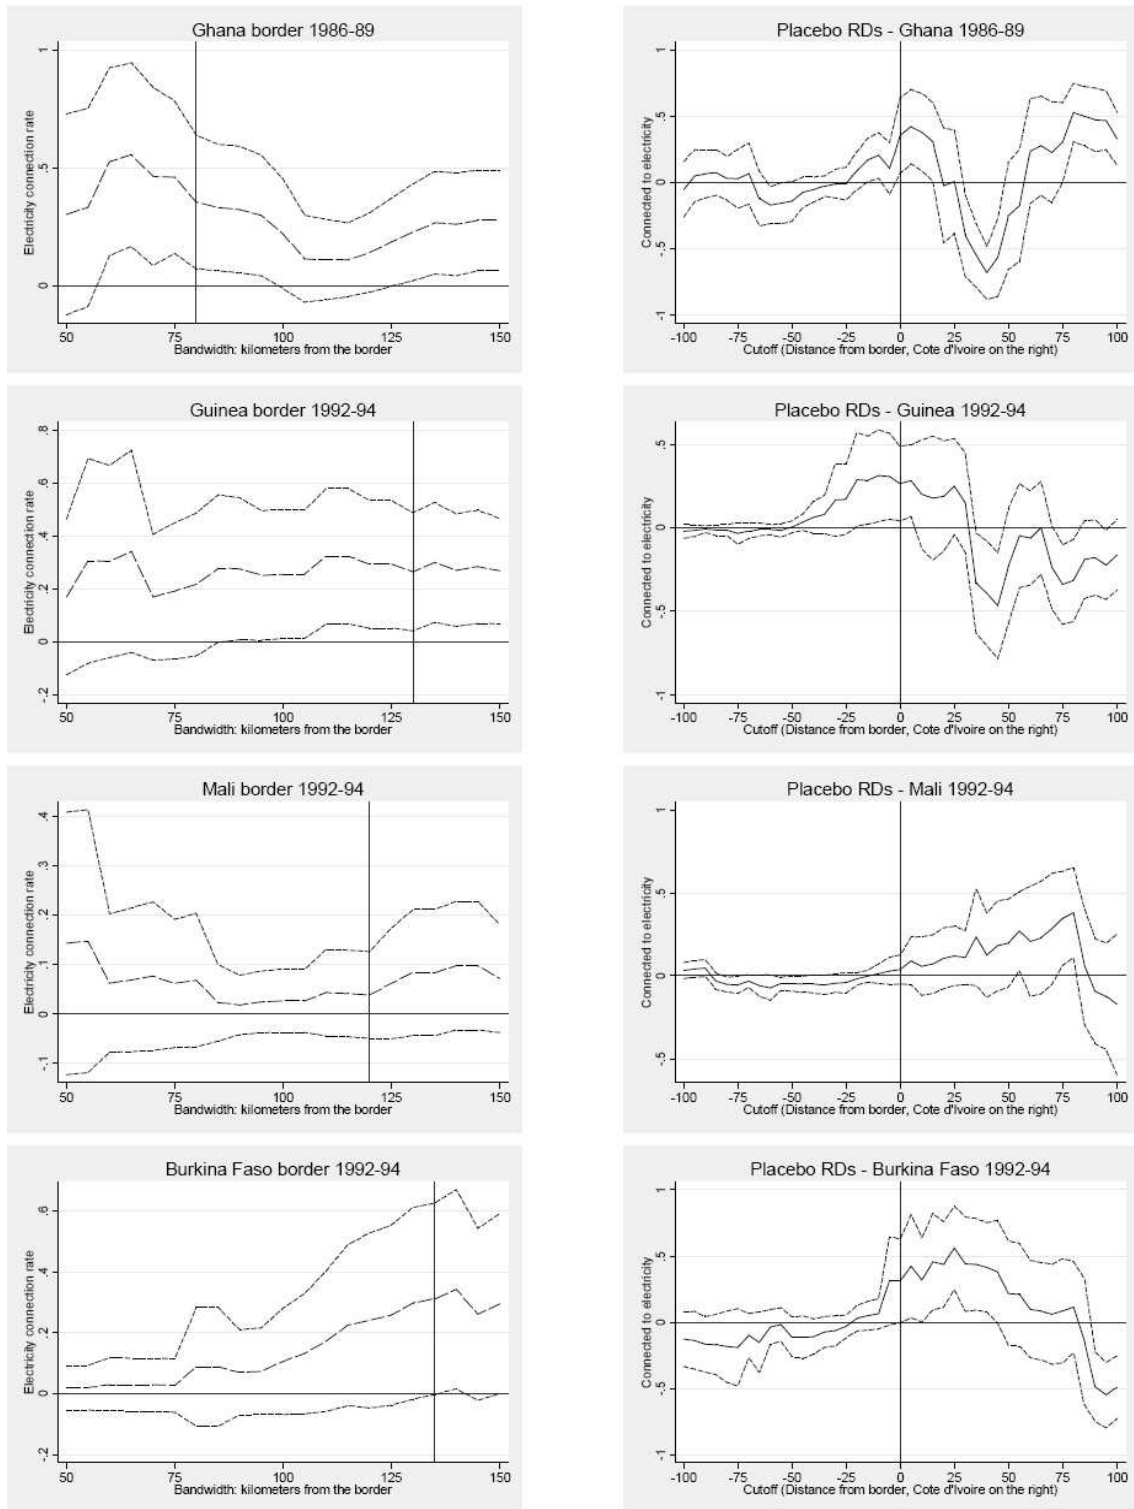 Ghana border 1986-89
Electricity connection rate
1
.5
0
50 75 100 125 150
Bandwidth: kilometers from the border
Placebo RDs - Ghana 1986-89
Connected to electricity
1
.5
0
-.5
-1
-100 -75 -50 -25 0 25 50 75 100
Cutoff (Distance from border, Cote d'Ivoire on the right)
Guinea border 1992-94
Electricity connection rate
.8
.6
.4
.2
0
-.2
50 75 100 125 150
Bandwidth: kilometers from the border
Placebo RDs - Guinea 1992-94
Connected to electricity
.5
0
-.5
-1
-100 -75 -50 -25 0 25 50 75 100
Cutoff (Distance from border, Cote d'Ivoire on the right)
Mali border 1992-94
Electricity connection rate
.4
.3
.2
.1
0
-.1
50 75 100 125 150
Bandwidth: kilometers from the border
Placebo RDs - Mali 1992-94
Connected to electricity
1
.5
0
-.5
-100 -75 -50 -25 0 25 50 75 100
Cutoff (Distance from border, Cote d'Ivoire on the right)
Burkina Faso border 1992-94
Electricity connection rate
.6
.4
.2
0
-.2
50 75 100 125 150
Bandwidth: kilometers from the border
Placebo RDs - Burkina Faso 1992-94
Connected to electricity
1
.5
0
-.5
-1
-100 -75 -50 -25 0 25 50 75 100
Cutoff (Distance from border, Cote d'Ivoire on the right)